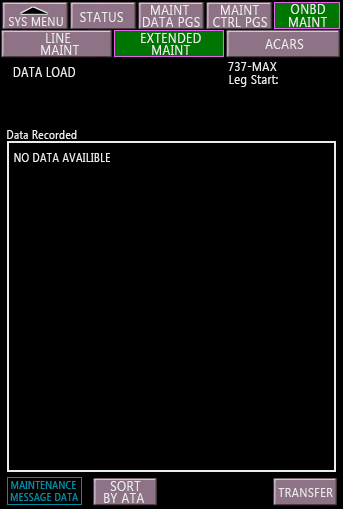 SYS MENU
STATUS
MAINT
DATA PGS
MAINT
CTRL PGS
ONBD
MAINT
LINE
MAINT
EXTENDED
MAINT
ACARS
DATA LOAD
737-MAX
Leg Start:
Data Recorded
NO DATA AVAILIBLE
MAINTENANCE
MESSAGE DATA
SORT
BY ATA
TRANSFER